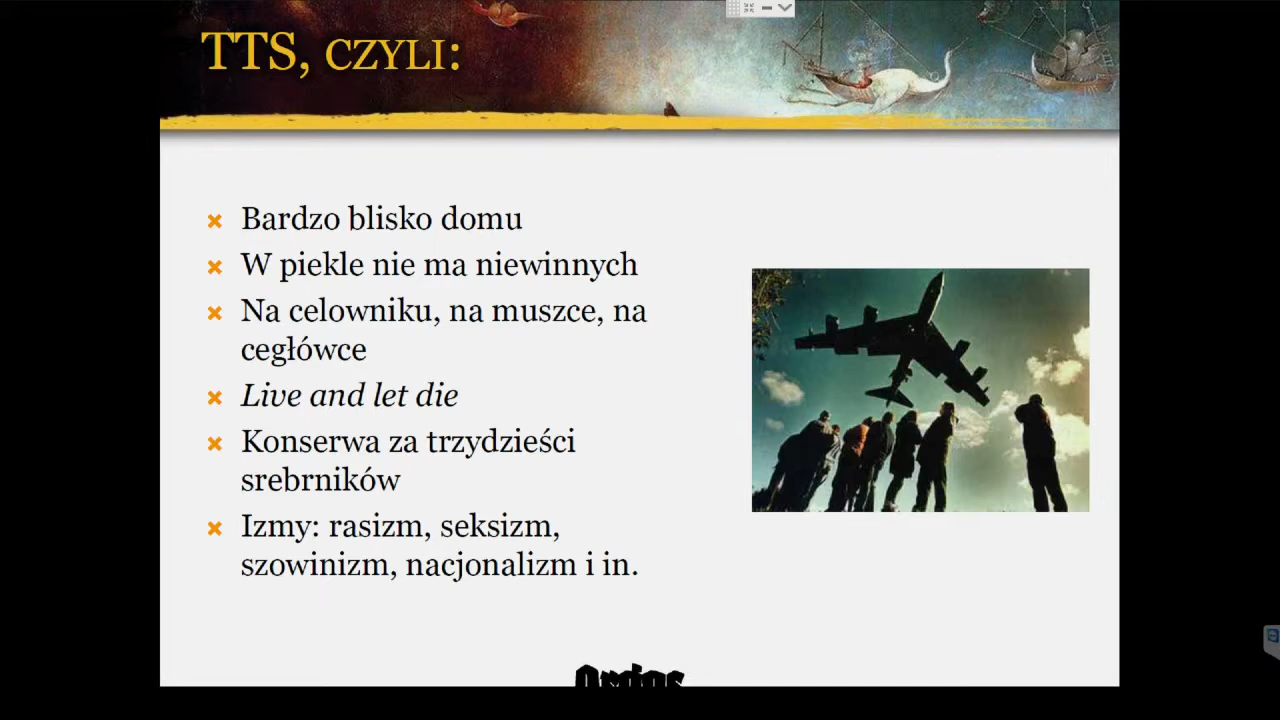 TTS, CZYLI:
Bardzo blisko domu
W piekle nie ma niewinnych
Na celowniku, na muszce, na
cegłówce
Live and let die
Konserwa za trzydzieści
srebrników
Izmy: rasizm, seksizm,
szowinizm, nacjonalizm i in.